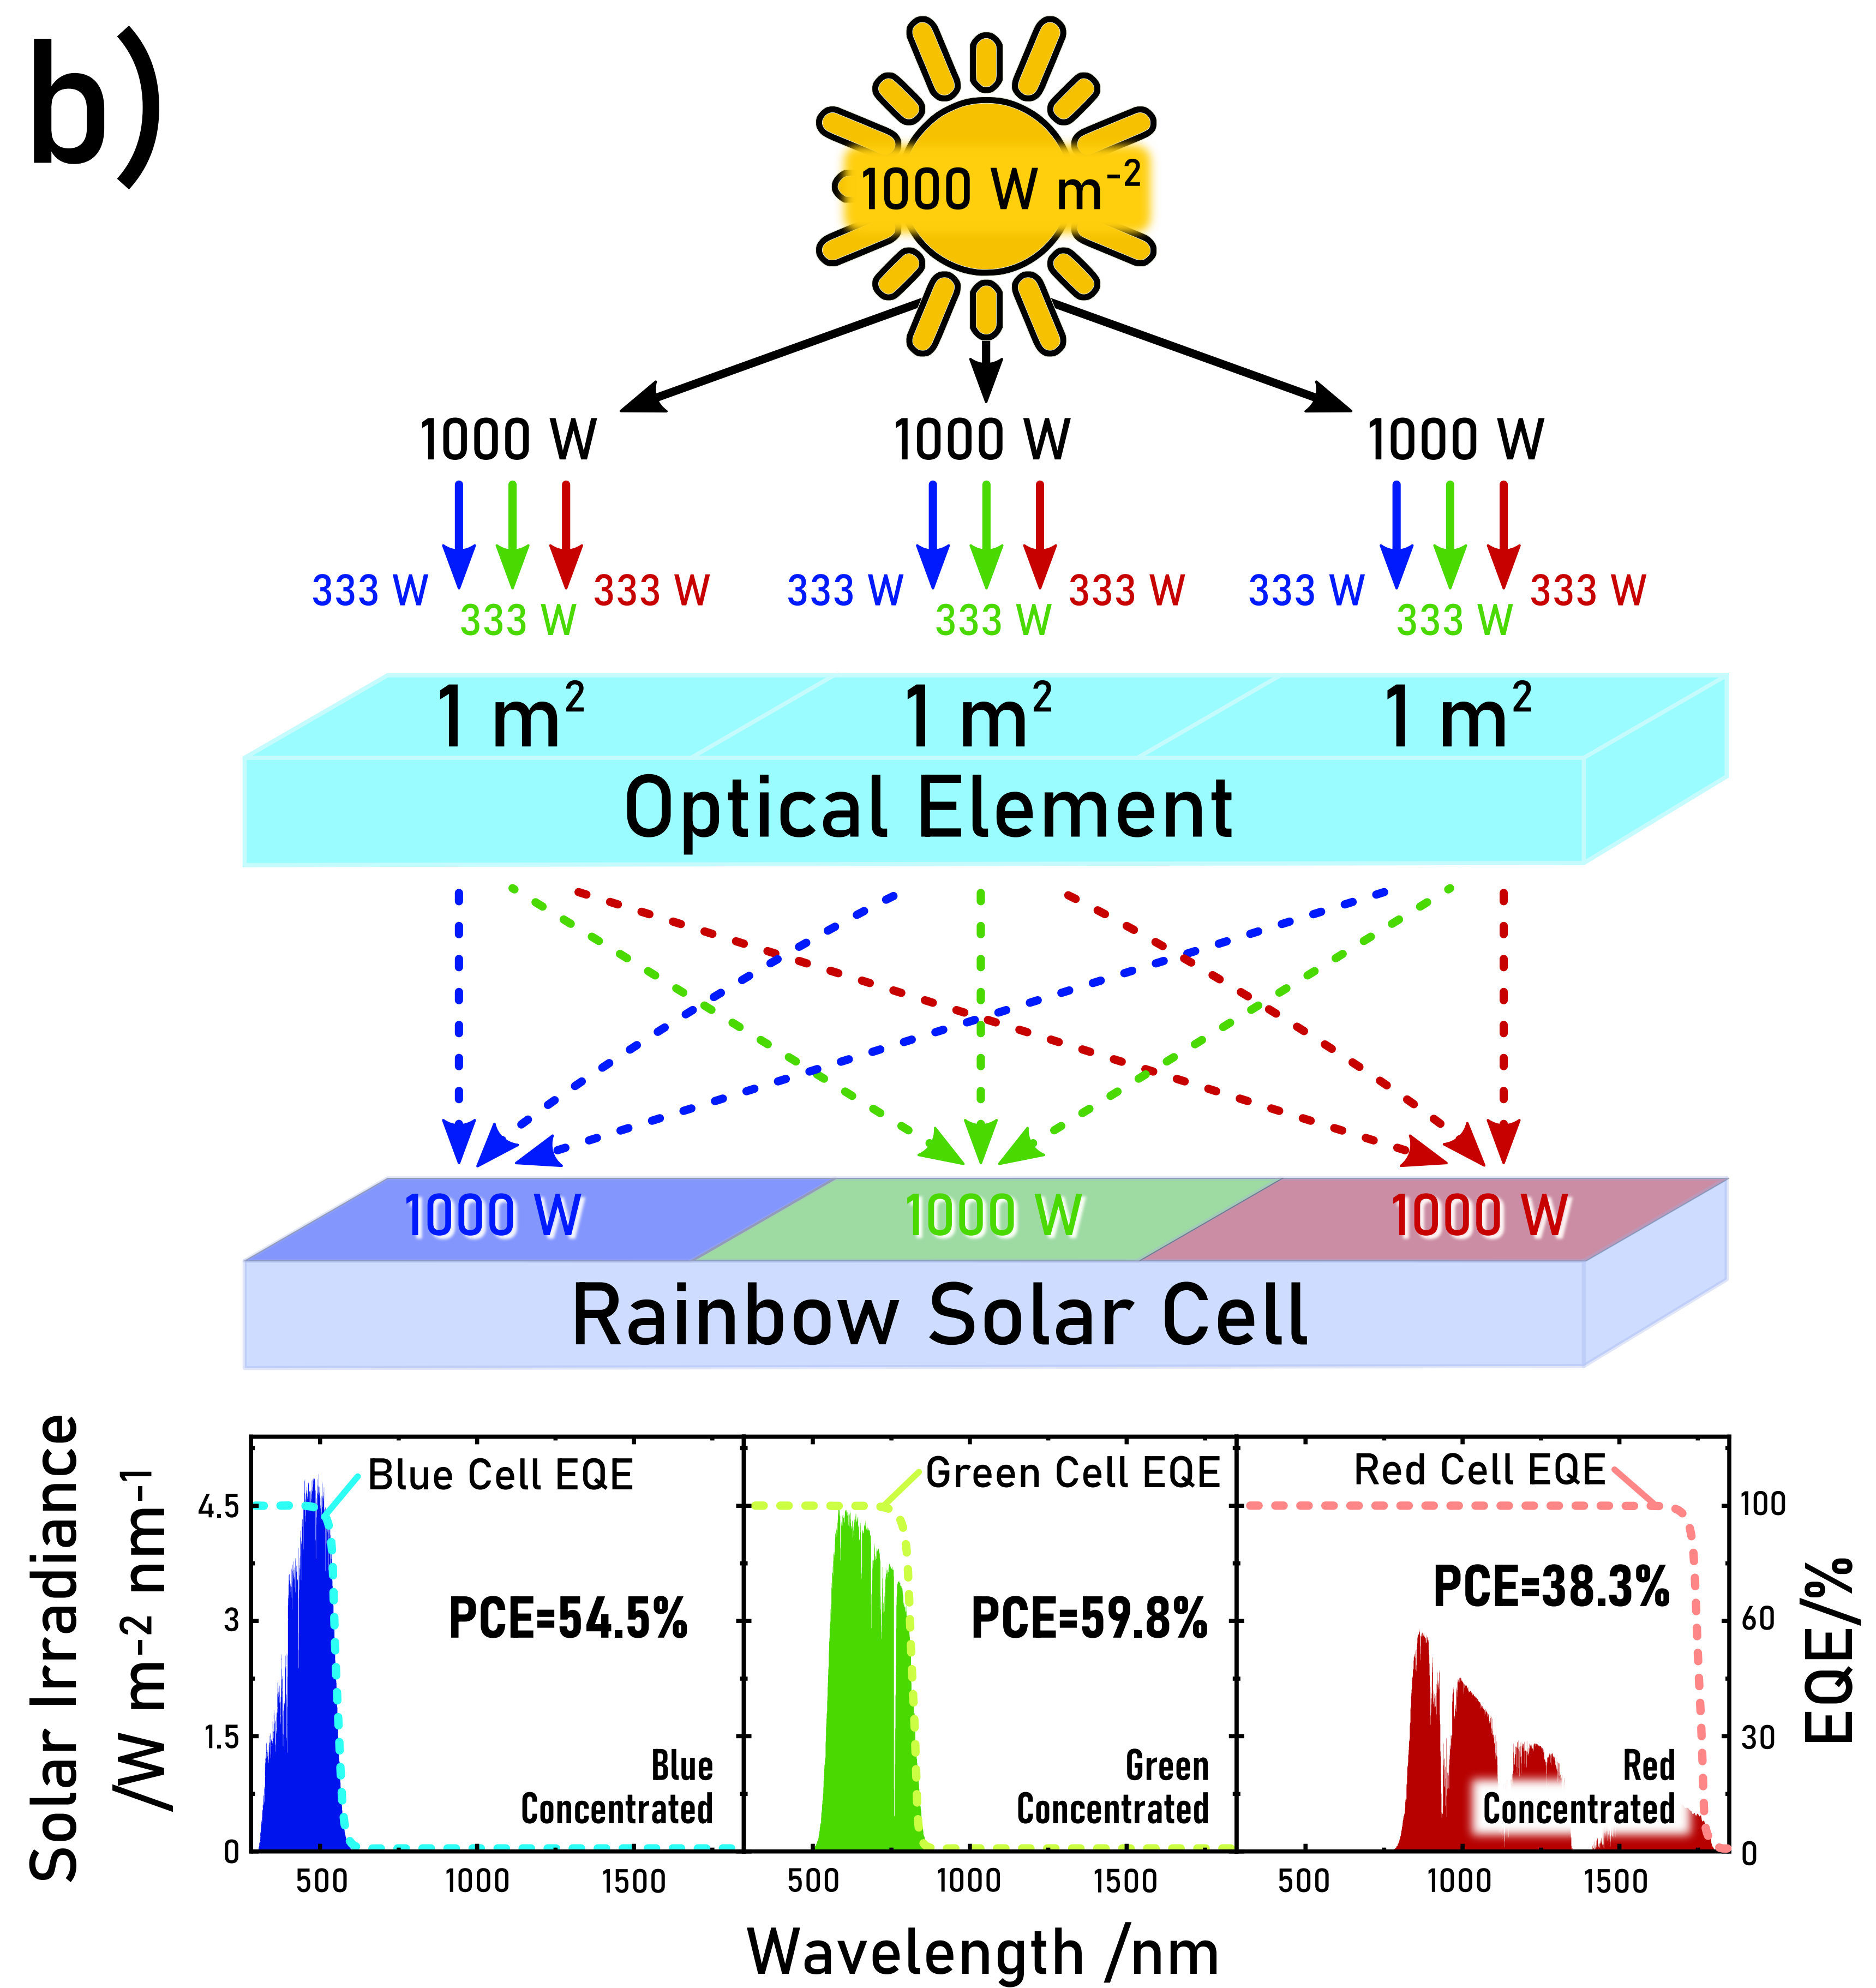 b)
1000 W m⁻²
1000 W
1000 W
1000 W
333 W
333 W
333 W
333 W
333 W
333 W
333 W
333 W
333 W
1 m²
1 m²
1 m²
Optical Element
1000 W
1000 W
1000 W
Rainbow Solar Cell
Solar Irradiance
/W m⁻² nm⁻¹
4.5
3
1.5
0
Blue Cell EQE
PCE=54.5%
Blue
Concentrated
Green Cell EQE
PCE=59.8%
Green
Concentrated
Red Cell EQE
PCE=38.3%
Red
Concentrated
100
60
30
0
EQE/%
500
1000
1500
500
1000
1500
500
1000
1500
Wavelength /nm